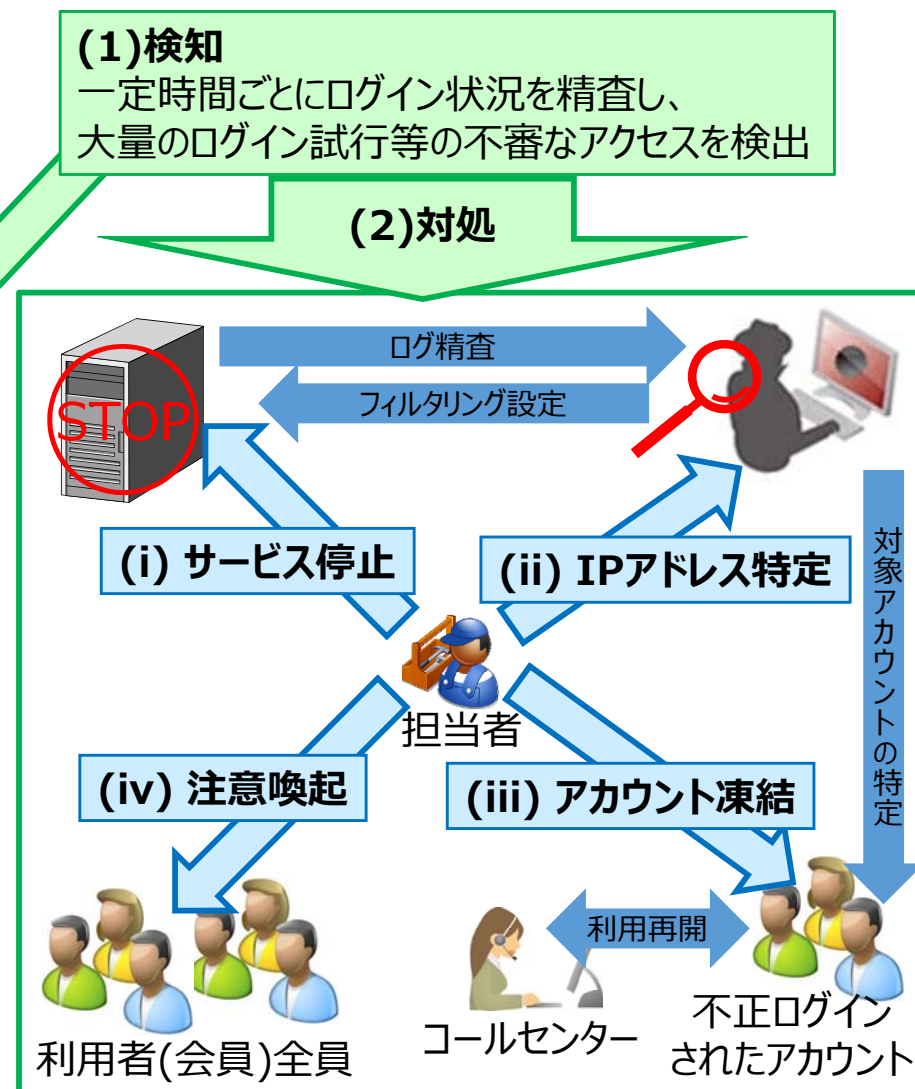 (1)検知
一定時間ごとにログイン状況を精査し、
大量のログイン試行等の不審なアクセスを検出
(2)対処
ログ精査
フィルタリング設定
STOP
(i) サービス停止
(ii) IPアドレス特定
対象アカウントの特定
担当者
(iv) 注意喚起
(iii) アカウント凍結
利用再開
利用者(会員)全員
コールセンター
不正ログイン
されたアカウント